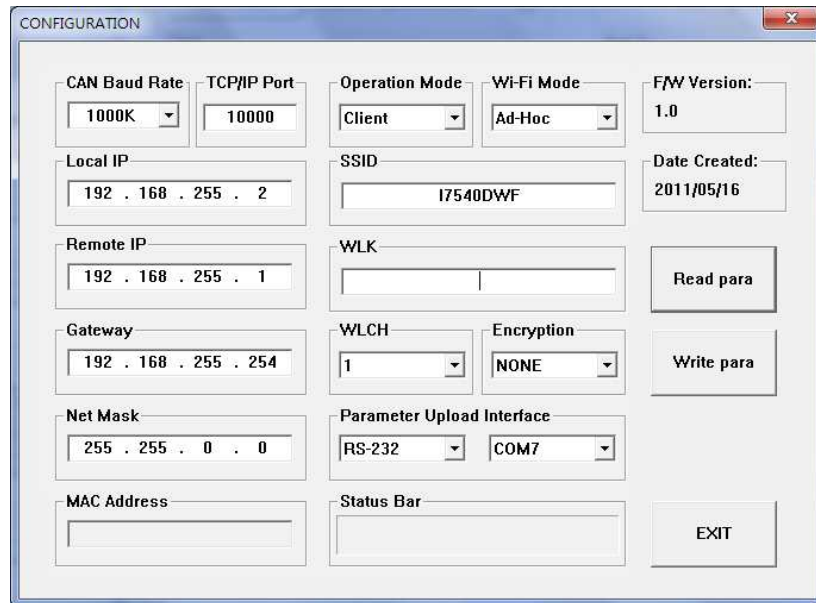 CONFIGURATION
CAN Baud Rate TCP/IP Port Operation Mode Wi-Fi Mode F/W Version:
1000K 10000 Client Ad-Hoc 1.0
Local IP SSID Date Created:
192 . 168 . 255 . 2 I7540DWF 2011/05/16
Remote IP WLK
192 . 168 . 255 . 1 Read para
Gateway WLCH Encryption
192 . 168 . 255 . 254 1 NONE Write para
Net Mask Parameter Upload Interface
255 . 255 . 0 . 0 RS-232 COM7
MAC Address Status Bar
EXIT